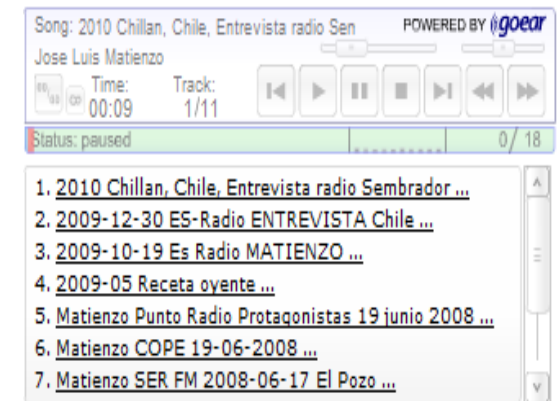 Song: 2010 Chillan, Chile, Entrevista radio Sen
POWERED BY goear
Jose Luis Matienzo
Time: Track:
00:09 1/11
Status: paused 0/ 18
1. 2010 Chillan, Chile, Entrevista radio Sembrador ...
2. 2009-12-30 ES-Radio ENTREVISTA Chile ...
3. 2009-10-19 Es Radio MATIENZO ...
4. 2009-05 Receta oyente ...
5. Matienzo Punto Radio Protagonistas 19 junio 2008 ...
6. Matienzo COPE 19-06-2008 ...
7. Matienzo SER FM 2008-06-17 El Pozo ...